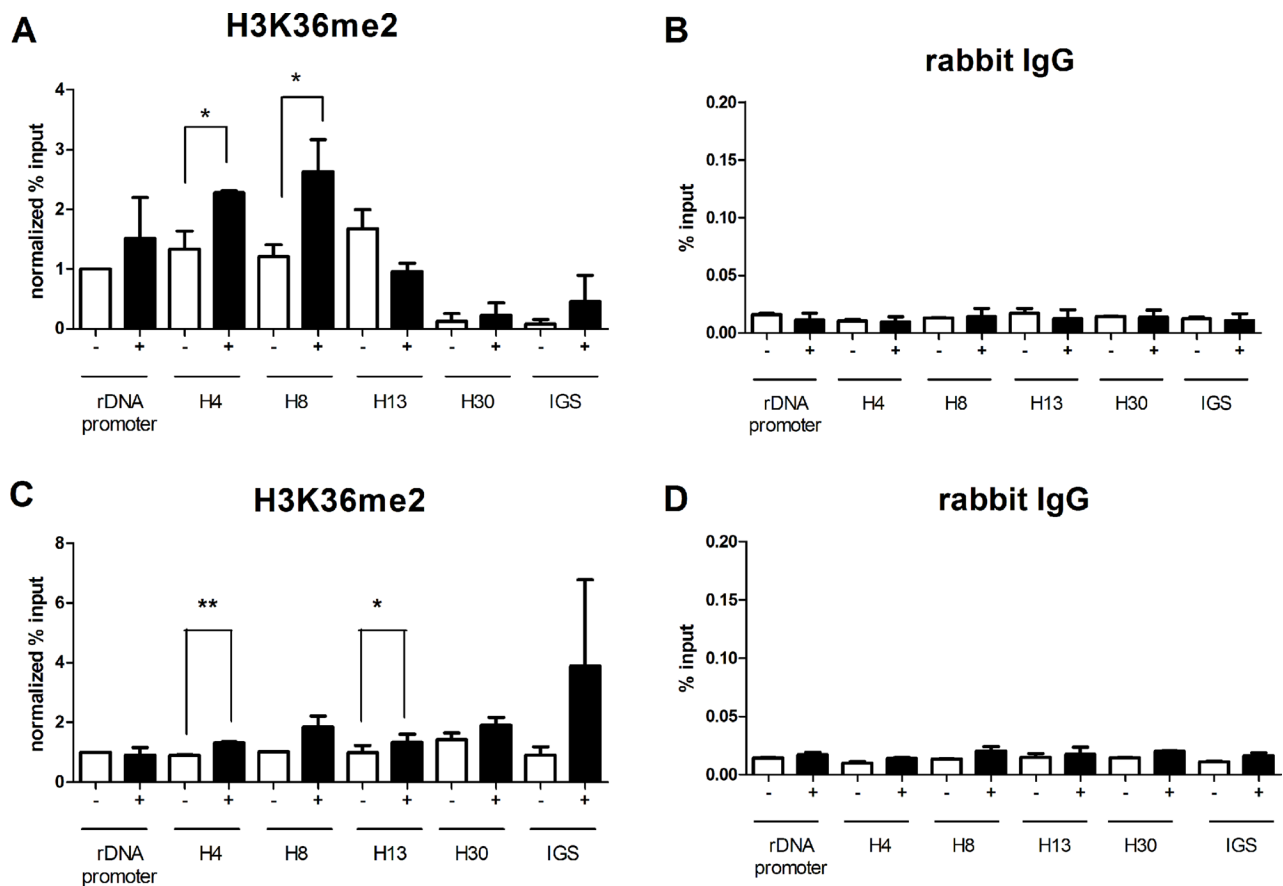 A
H3K36me2
normalized % input
4
3
2
1
0
*
*
- + - + - + - + - + - +
rDNA promoter
H4
H8
H13
H30
IGS
B
rabbit IgG
% input
0.20
0.15
0.10
0.05
0.00
- + - + - + - + - + - +
rDNA promoter
H4
H8
H13
H30
IGS
C
H3K36me2
normalized % input
8
6
4
2
0
**
*
- + - + - + - + - + - +
rDNA promoter
H4
H8
H13
H30
IGS
D
rabbit IgG
% input
0.20
0.15
0.10
0.05
0.00
- + - + - + - + - + - +
rDNA promoter
H4
H8
H13
H30
IGS